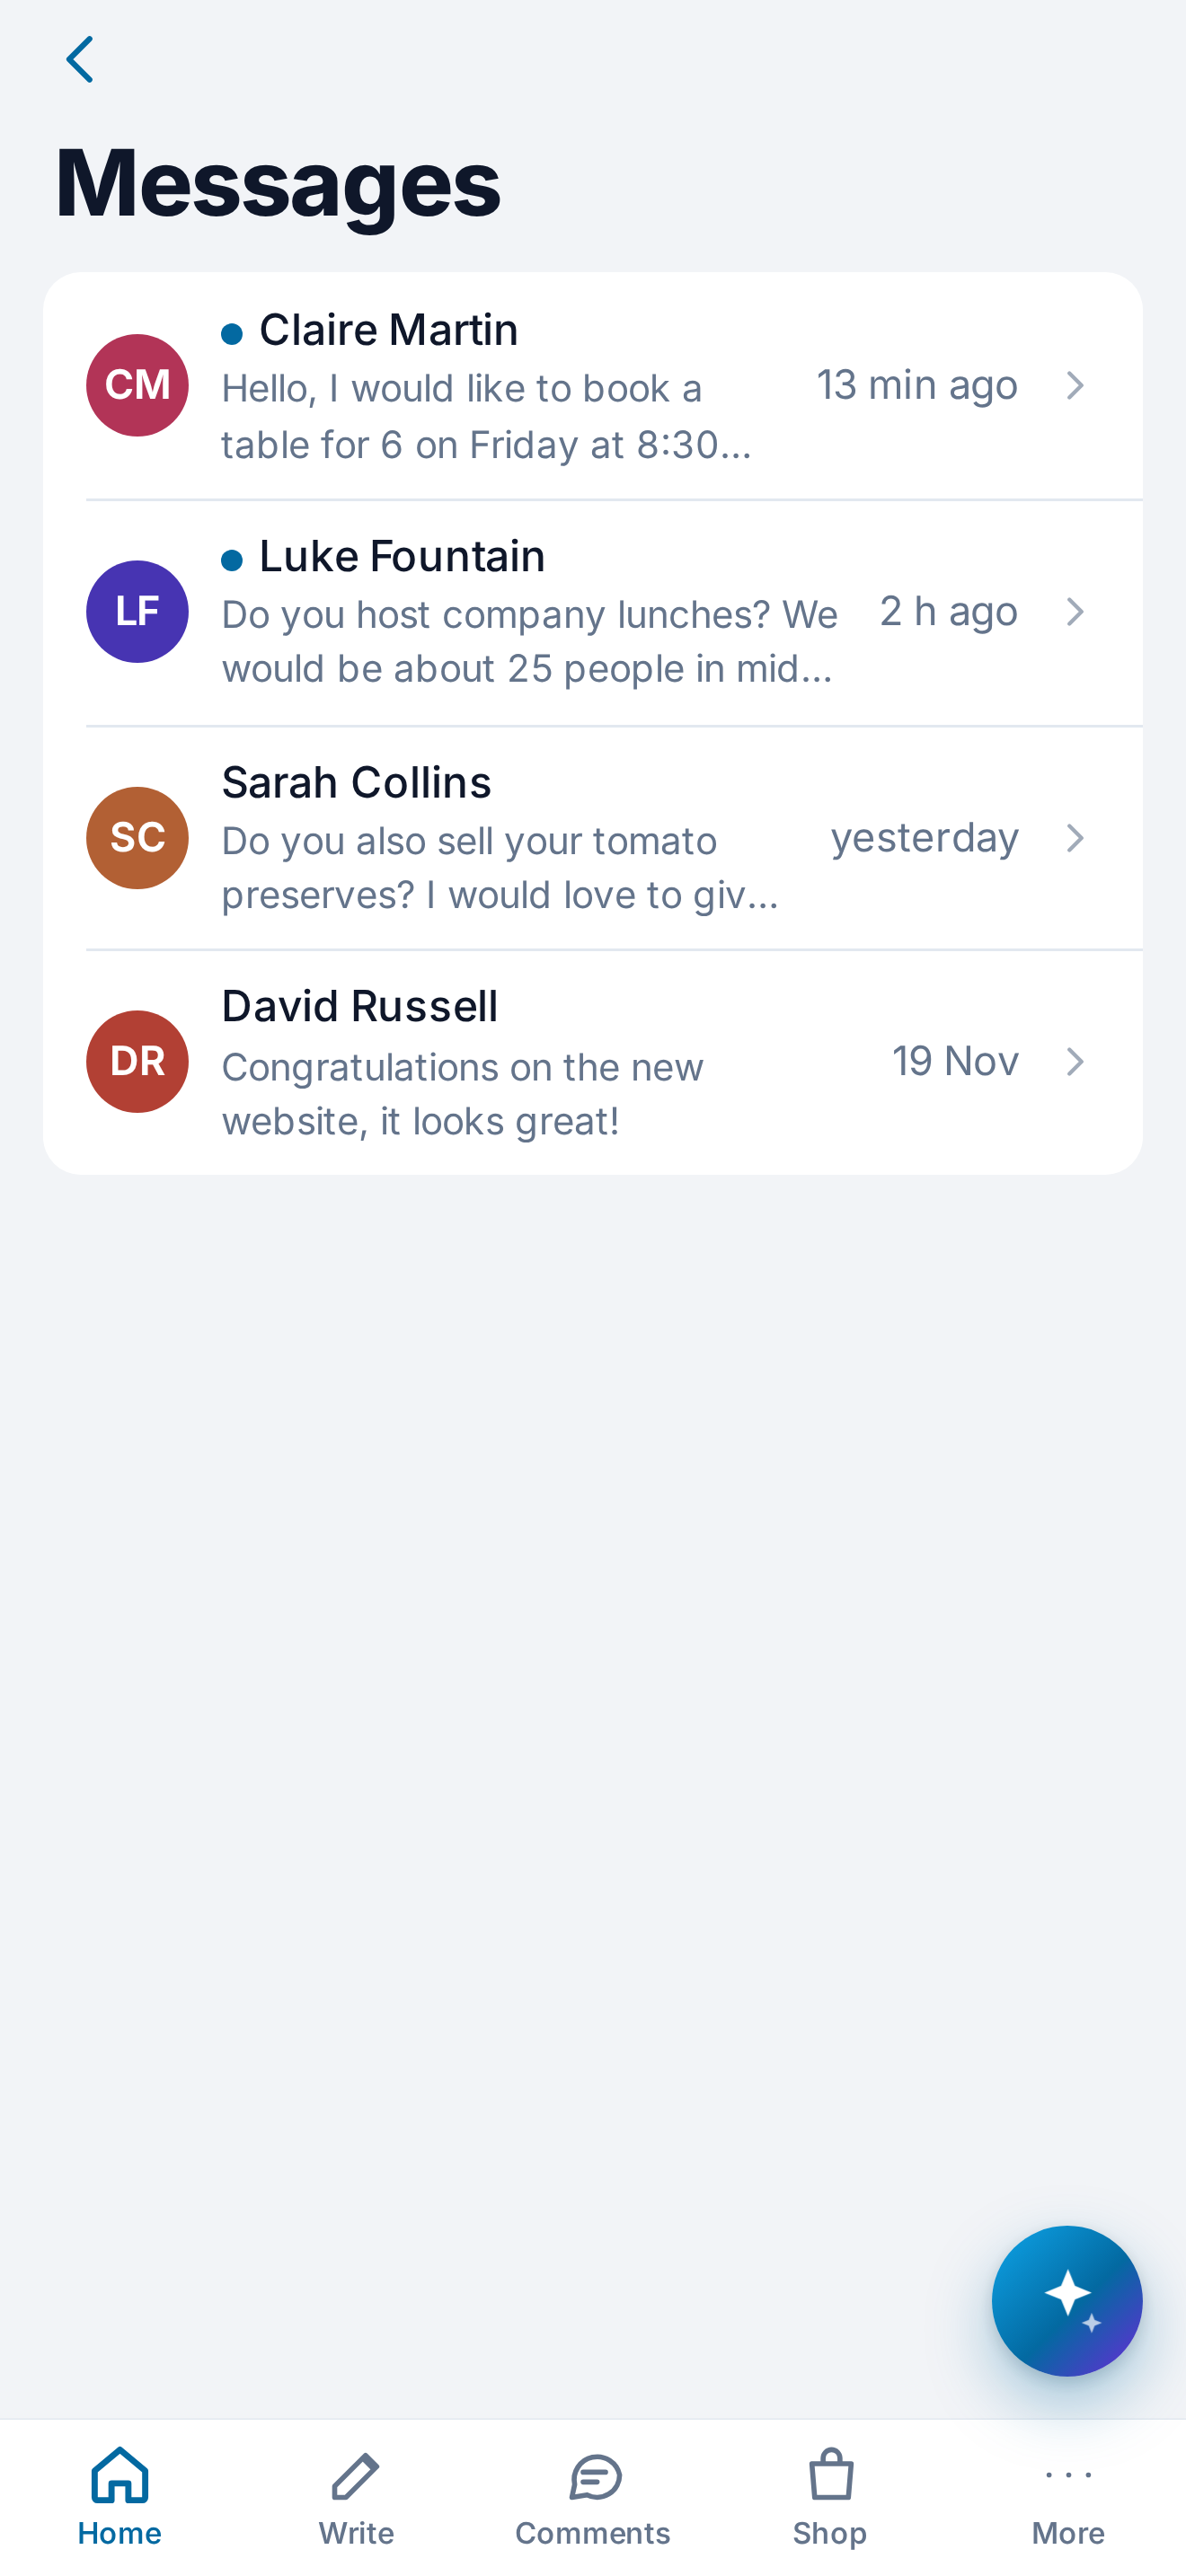 Messages
CM
Claire Martin
Hello, I would like to book a
table for 6 on Friday at 8:30...
13 min ago
LF
Luke Fountain
Do you host company lunches? We
would be about 25 people in mid...
2 h ago
SC
Sarah Collins
Do you also sell your tomato
preserves? I would love to giv...
yesterday
DR
David Russell
Congratulations on the new
website, it looks great!
19 Nov
Home
Write
Comments
Shop
More